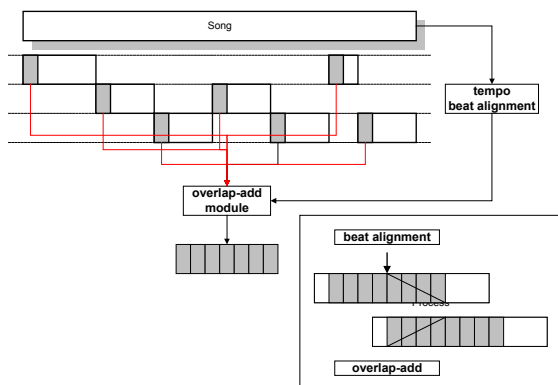 Song
tempo
beat alignment
overlap-add
module
beat alignment
Process
overlap-add